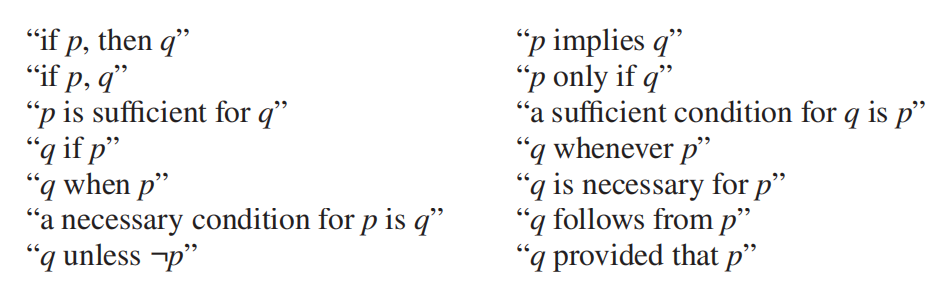 “if p, then q”
“if p, q”
“p is sufficient for q”
“q if p”
“q when p”
“a necessary condition for p is q”
“q unless ¬p”
“p implies q”
“p only if q”
“a sufficient condition for q is p”
“q whenever p”
“q is necessary for p”
“q follows from p”
“q provided that p”